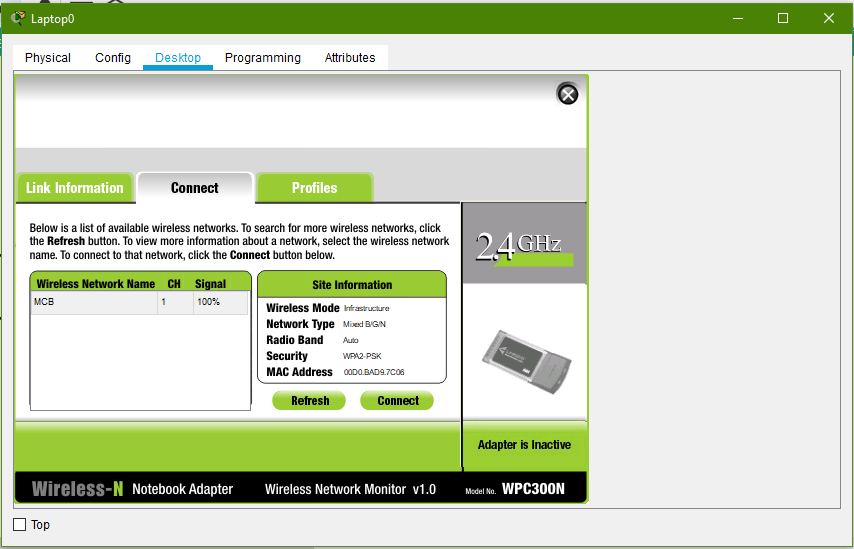 Laptop0
Physical Config Desktop Programming Attributes
Link Information Connect Profiles
Below is a list of available wireless networks. To search for more wireless networks, click
the Refresh button. To view more information about a network, select the wireless network
name. To connect to that network, click the Connect button below.
2.4GHz
Wireless Network Name CH Signal
MCB 1 100%
Site Information
Wireless Mode Infrastructure
Network Type Mixed B/G/N
Radio Band Auto
Security WPA2-PSK
MAC Address 00D0.BAD9.7C06
Refresh Connect
Adapter is Inactive
Wireless-N Notebook Adapter Wireless Network Monitor v1.0 Model No. WPC300N
Top